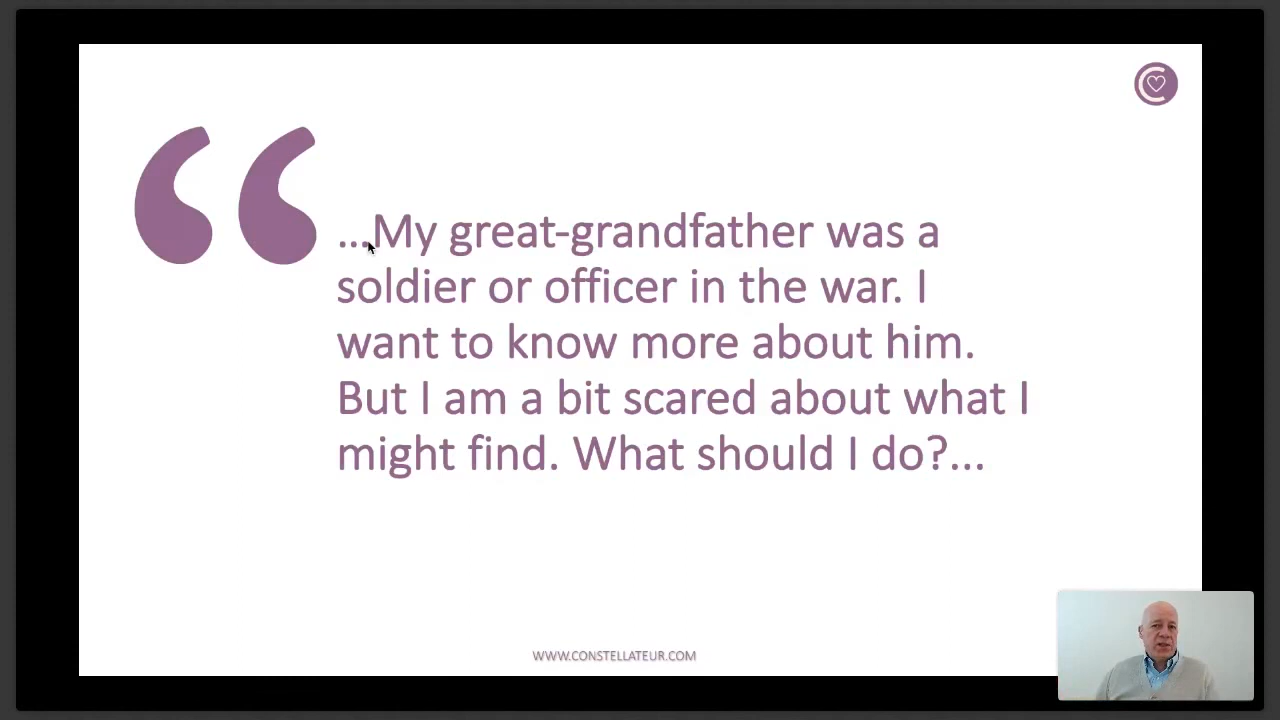 ...My great-grandfather was a
soldier or officer in the war. I
want to know more about him.
But I am a bit scared about what I
might find. What should I do?...
WWW.CONSTELLATEUR.COM